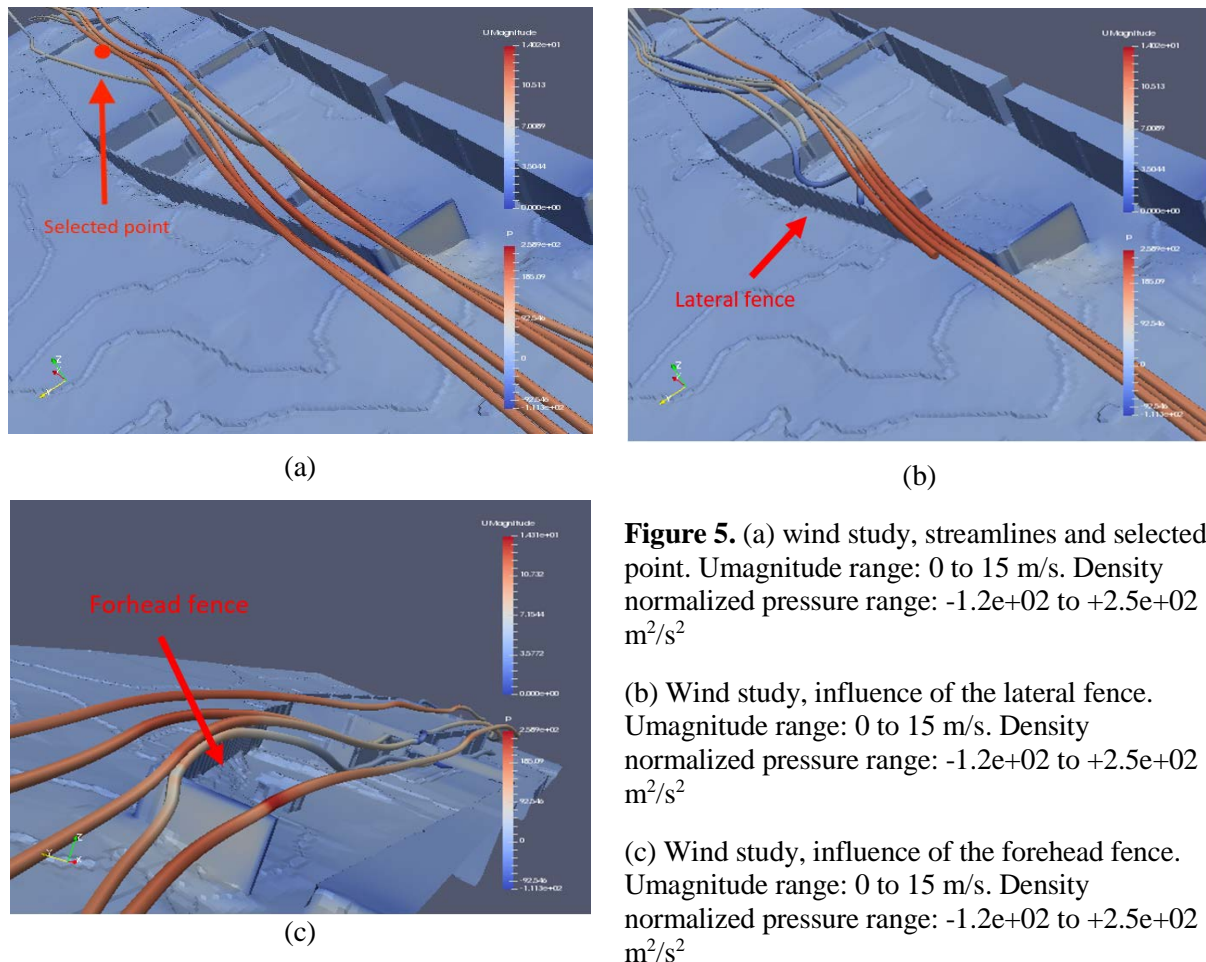 U Magnitude
1.402e+01
10.513
7.0089
3.5044
0.000e+00
P
2.589e+02
185.09
92.546
0
-92.546
-1.113e+02
Selected point
(a)
U Magnitude
1.402e+01
10.513
7.0089
3.5044
0.000e+00
P
2.589e+02
185.09
92.546
0
-92.546
-1.113e+02
Lateral fence
(b)
U Magnitude
1.431e+01
10.732
7.1544
3.5772
0.000e+00
P
2.589e+02
185.09
92.546
0
-92.546
-1.113e+02
Forhead fence
(c)
Figure 5. (a) wind study, streamlines and selected
point. Umagnitude range: 0 to 15 m/s. Density
normalized pressure range: -1.2e+02 to +2.5e+02
m²/s²
(b) Wind study, influence of the lateral fence.
Umagnitude range: 0 to 15 m/s. Density
normalized pressure range: -1.2e+02 to +2.5e+02
m²/s²
(c) Wind study, influence of the forehead fence.
Umagnitude range: 0 to 15 m/s. Density
normalized pressure range: -1.2e+02 to +2.5e+02
m²/s²